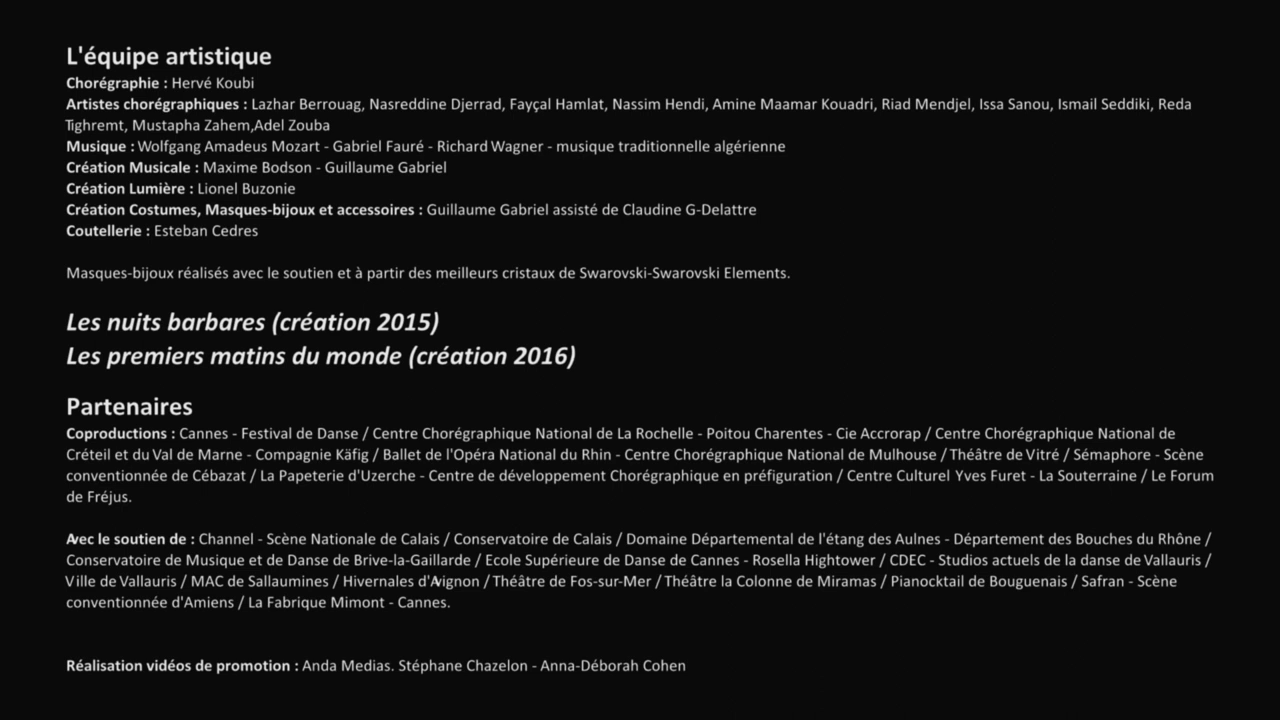 L'équipe artistique
Chorégraphie : Hervé Koubi
Artistes chorégraphiques : Lazhar Berrouag, Nasreddine Djerrad, Fayçal Hamlat, Nassim Hendi, Amine Maamar Kouadri, Riad Mendjel, Issa Sanou, Ismail Seddiki, Reda
Tighremt, Mustapha Zahem,Adel Zouba
Musique : Wolfgang Amadeus Mozart - Gabriel Fauré - Richard Wagner - musique traditionnelle algérienne
Création Musicale : Maxime Bodson - Guillaume Gabriel
Création Lumière : Lionel Buzonie
Création Costumes, Masques-bijoux et accessoires : Guillaume Gabriel assisté de Claudine G-Delattre
Coutellerie : Esteban Cedres
Masques-bijoux réalisés avec le soutien et à partir des meilleurs cristaux de Swarovski-Swarovski Elements.
Les nuits barbares (création 2015)
Les premiers matins du monde (création 2016)
Partenaires
Coproductions : Cannes - Festival de Danse / Centre Chorégraphique National de La Rochelle - Poitou Charentes - Cie Accrorap / Centre Chorégraphique National de
Créteil et du Val de Marne - Compagnie Käfig / Ballet de l'Opéra National du Rhin - Centre Chorégraphique National de Mulhouse / Théâtre de Vitré / Sémaphore - Scène
conventionnée de Cébazat / La Papeterie d'Uzerche - Centre de développement Chorégraphique en préfiguration / Centre Culturel Yves Furet - La Souterraine / Le Forum
de Fréjus.
Avec le soutien de : Channel - Scène Nationale de Calais / Conservatoire de Calais / Domaine Départemental de l'étang des Aulnes - Département des Bouches du Rhône /
Conservatoire de Musique et de Danse de Brive-la-Gaillarde / Ecole Supérieure de Danse de Cannes - Rosella Hightower / CDEC - Studios actuels de la danse de Vallauris /
Ville de Vallauris / MAC de Sallaumines / Hivernales d'Avignon / Théâtre de Fos-sur-Mer / Théâtre la Colonne de Miramas / Pianocktail de Bouguenais / Safran - Scène
conventionnée d'Amiens / La Fabrique Mimont - Cannes.
Réalisation vidéos de promotion : Anda Medias. Stéphane Chazelon - Anna-Déborah Cohen